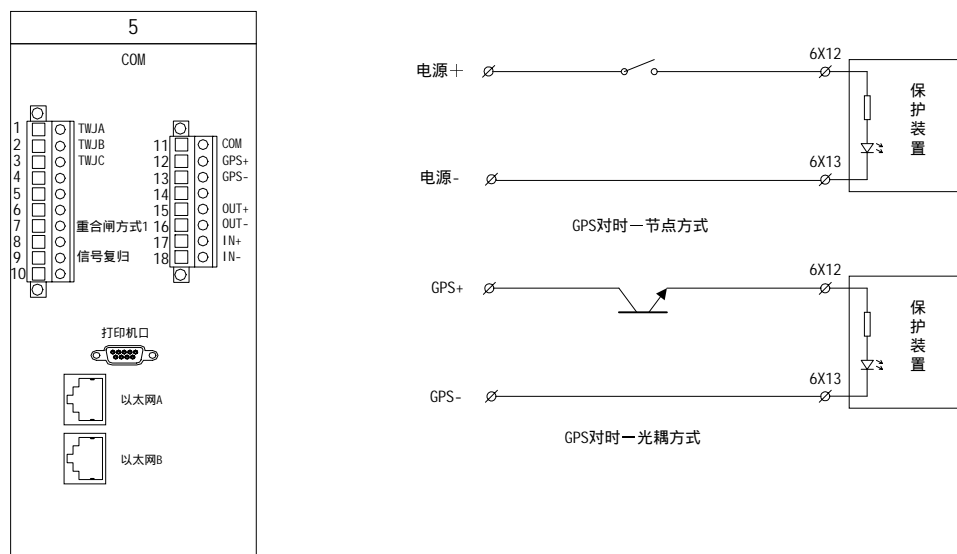 5
COM
1 TWJA
2 TWJB
3 TWJC
4
5
6
7 重合闸方式1
8
9 信号复归
10
11 COM
12 GPS+
13 GPS-
14
15 OUT+
16 OUT-
17 IN+
18 IN-
打印机口
以太网A
以太网B
电源＋
6X12
保护装置
电源-
6X13
GPS对时－节点方式
GPS+
6X12
保护装置
GPS-
6X13
GPS对时－光耦方式